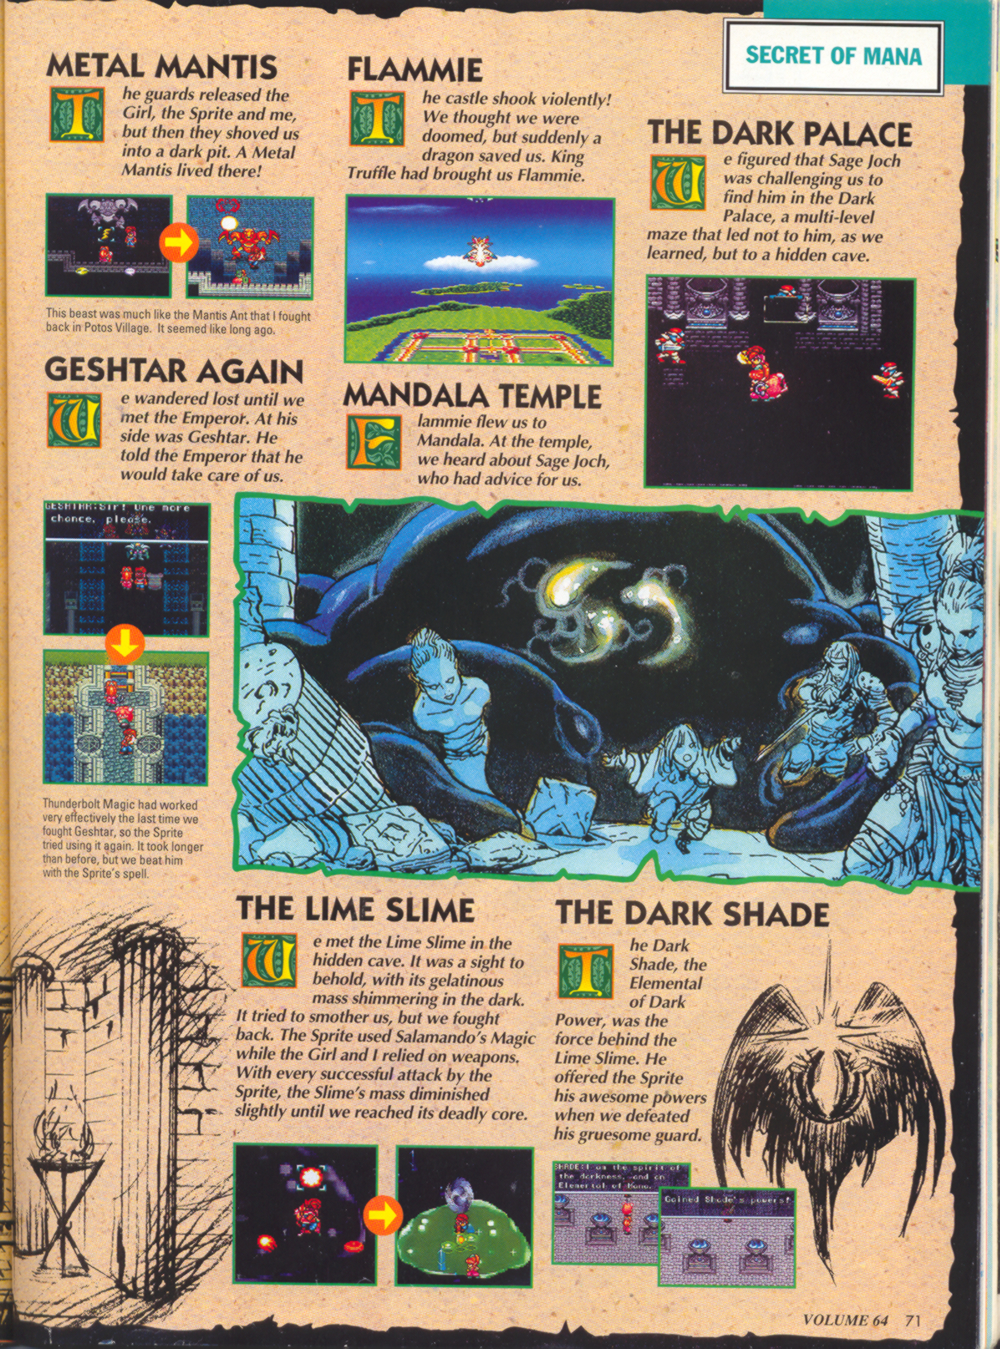 SECRET OF MANA
METAL MANTIS
The guards released the
Girl, the Sprite and me,
but then they shoved us
into a dark pit. A Metal
Mantis lived there!
This beast was much like the Mantis Ant that I fought
back in Potos Village. It seemed like long ago.
GESHTAR AGAIN
We wandered lost until we
met the Emperor. At his
side was Geshtar. He
told the Emperor that he
would take care of us.
GESHTAR:Sir! One more
chance, please.
Thunderbolt Magic had worked
very effectively the last time we
fought Geshtar, so the Sprite
tried using it again. It took longer
than before, but we beat him
with the Sprite's spell.
FLAMMIE
The castle shook violently!
We thought we were
doomed, but suddenly a
dragon saved us. King
Truffle had brought us Flammie.
MANDALA TEMPLE
Flammie flew us to
Mandala. At the temple,
we heard about Sage Joch,
who had advice for us.
THE DARK PALACE
We figured that Sage Joch
was challenging us to
find him in the Dark
Palace, a multi-level
maze that led not to him, as we
learned, but to a hidden cave.
THE LIME SLIME
We met the Lime Slime in the
hidden cave. It was a sight to
behold, with its gelatinous
mass shimmering in the dark.
It tried to smother us, but we fought
back. The Sprite used Salamando's Magic
while the Girl and I relied on weapons.
With every successful attack by the
Sprite, the Slime's mass diminished
slightly until we reached its deadly core.
THE DARK SHADE
The Dark
Shade, the
Elemental
of Dark
Power, was the
force behind the
Lime Slime. He
offered the Sprite
his awesome powers
when we defeated
his gruesome guard.
SHADE:I am the spirit of
the darkness, and an
Elemental of Mana.
Gained Shade's powers!
VOLUME 64 71